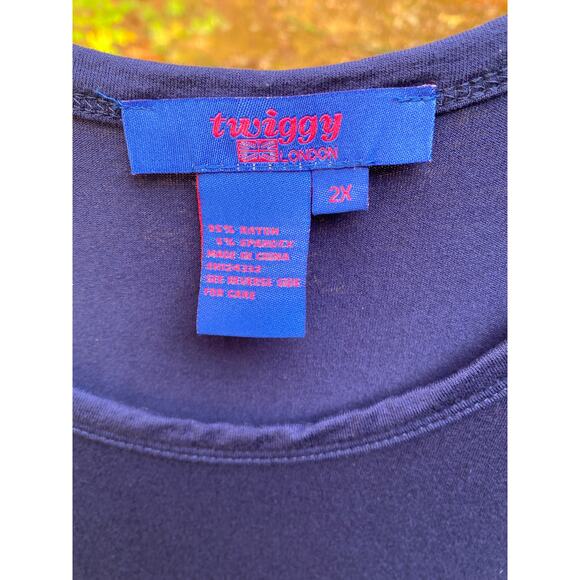 twiggy
LONDON
2X
95% RAYON
5% SPANDEX
MADE IN CHINA
SEE REVERSE SIDE
FOR CARE